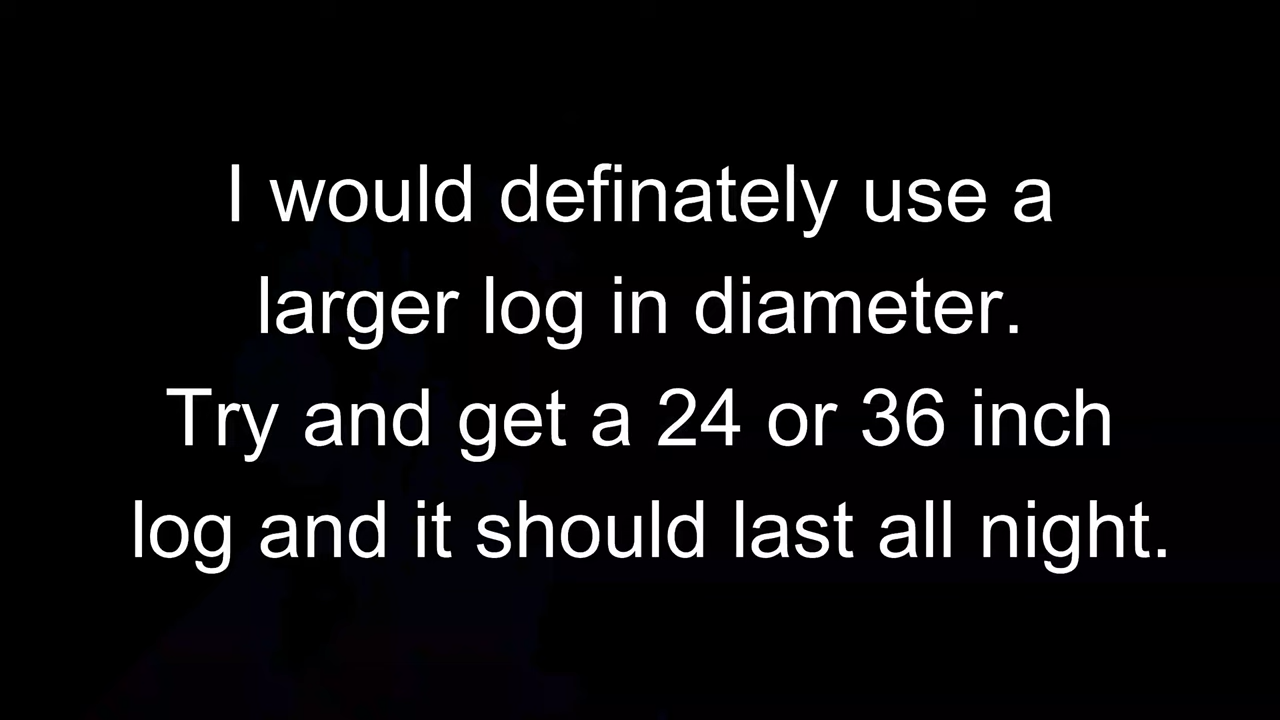 I would definately use a
larger log in diameter.
Try and get a 24 or 36 inch
log and it should last all night.